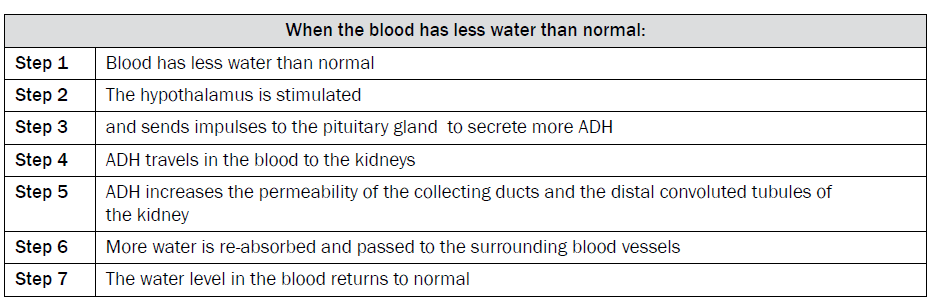 When the blood has less water than normal:
Step 1 Blood has less water than normal
Step 2 The hypothalamus is stimulated
Step 3 and sends impulses to the pituitary gland to secrete more ADH
Step 4 ADH travels in the blood to the kidneys
Step 5 ADH increases the permeability of the collecting ducts and the distal convoluted tubules of
the kidney
Step 6 More water is re-absorbed and passed to the surrounding blood vessels
Step 7 The water level in the blood returns to normal